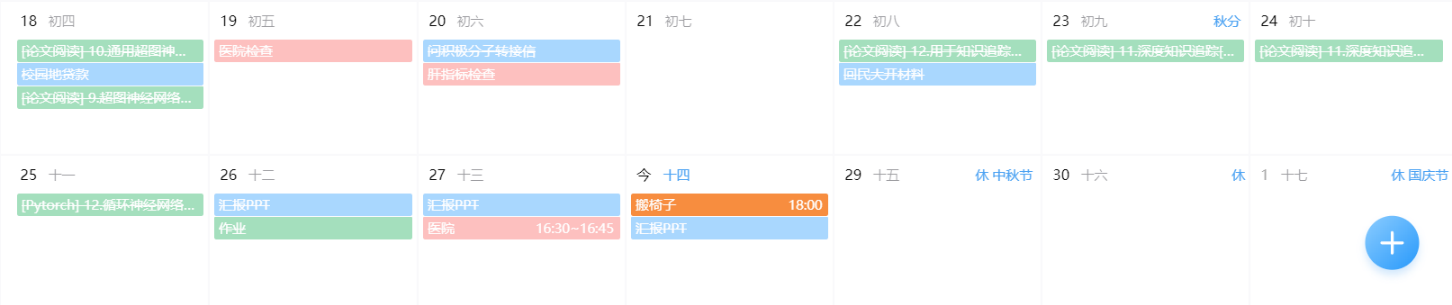 18 初四
19 初五
20 初六
21 初七
22 初八
23 初九 秋分
24 初十
[论文阅读] 10.通用超图神...
医院检查
问积极分子转接信
[论文阅读] 12.用于知识追踪...
[论文阅读] 11.深度知识追踪[...
[论文阅读] 11.深度知识追...
校园地贷款
肝指标检查
回民大开材料
[论文阅读] 9.超图神经网络...
25 十一
26 十二
27 十三
今 十四
29 十五 休 中秋节
30 十六 休
1 十七 休 国庆节
[Pytorch] 12.循环神经网络...
汇报PPT
汇报PPT
搬椅子 18:00
作业
医院 16:30~16:45
汇报PPT